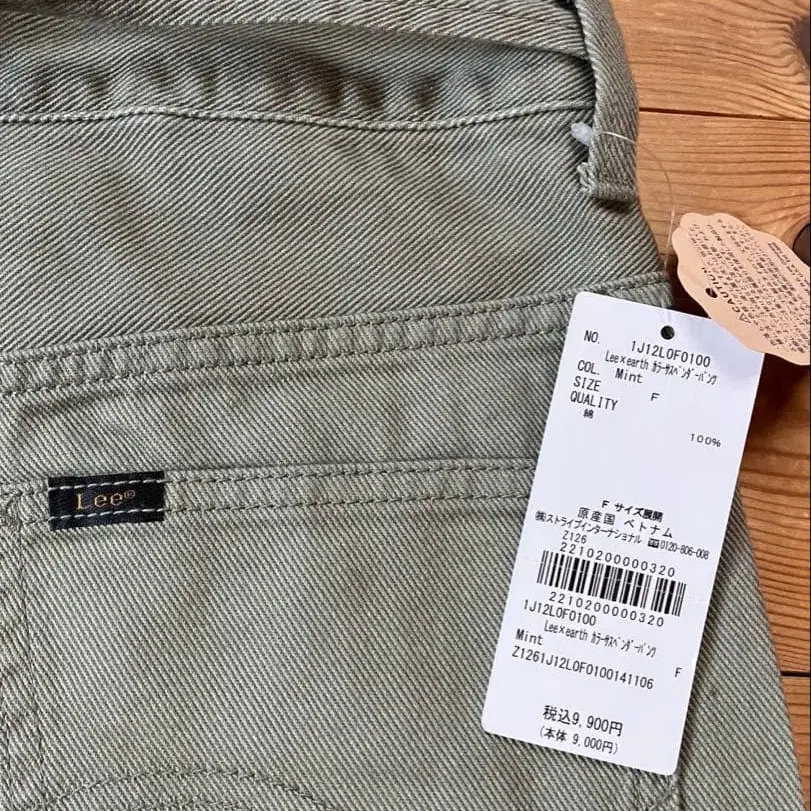 Lee®
NO. 1J12L0F0100
Lee×earth カラーサスペンダーパンツ
COL. Mint
SIZE F
QUALITY
綿 100%
F サイズ展開
原産国 ベトナム
㈱ストライプインターナショナル 0120-806-008
Z126
2210200000320
2210200000320
1J12L0F0100
Lee×earth カラーサスペンダーパンツ
Mint F
Z1261J12L0F0100141106
税込9,900円
(本体 9,000円)